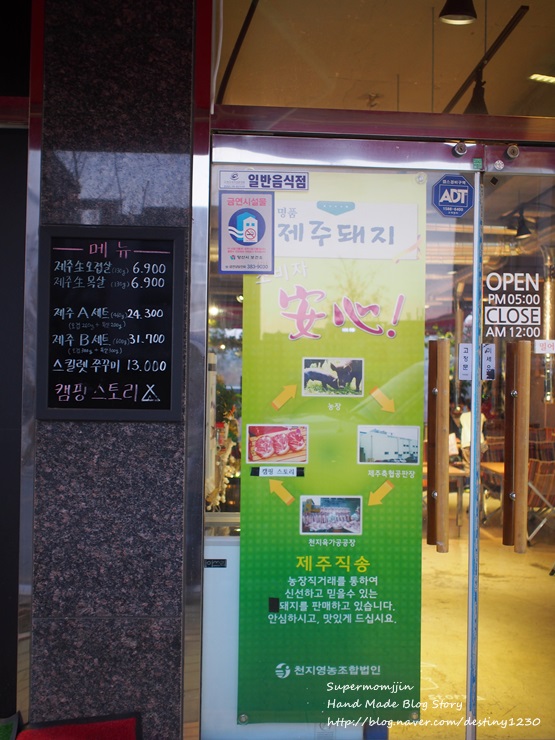 메뉴
제주生오겹살 6.900
제주生목살 6.900
제주A세트 24.300
제주B세트 31.700
스킬렛쭈꾸미 13.000
캠핑스토리
일반음식점
금연시설물
명품
제주돼지
安心!
농장
제주축협공판장
천지육가공공장
캠핑 스토리
제주직송
농장직거래를 통하여
신선하고 믿을수 있는
돼지를 판매하고 있습니다.
안심하시고, 맛있게 드십시요.
천지영농조합법인
ADT
OPEN
PM 05:00
CLOSE
AM 12:00
고정문
Supermomjjin
Hand Made Blog Story
http://blog.naver.com/destiny1230